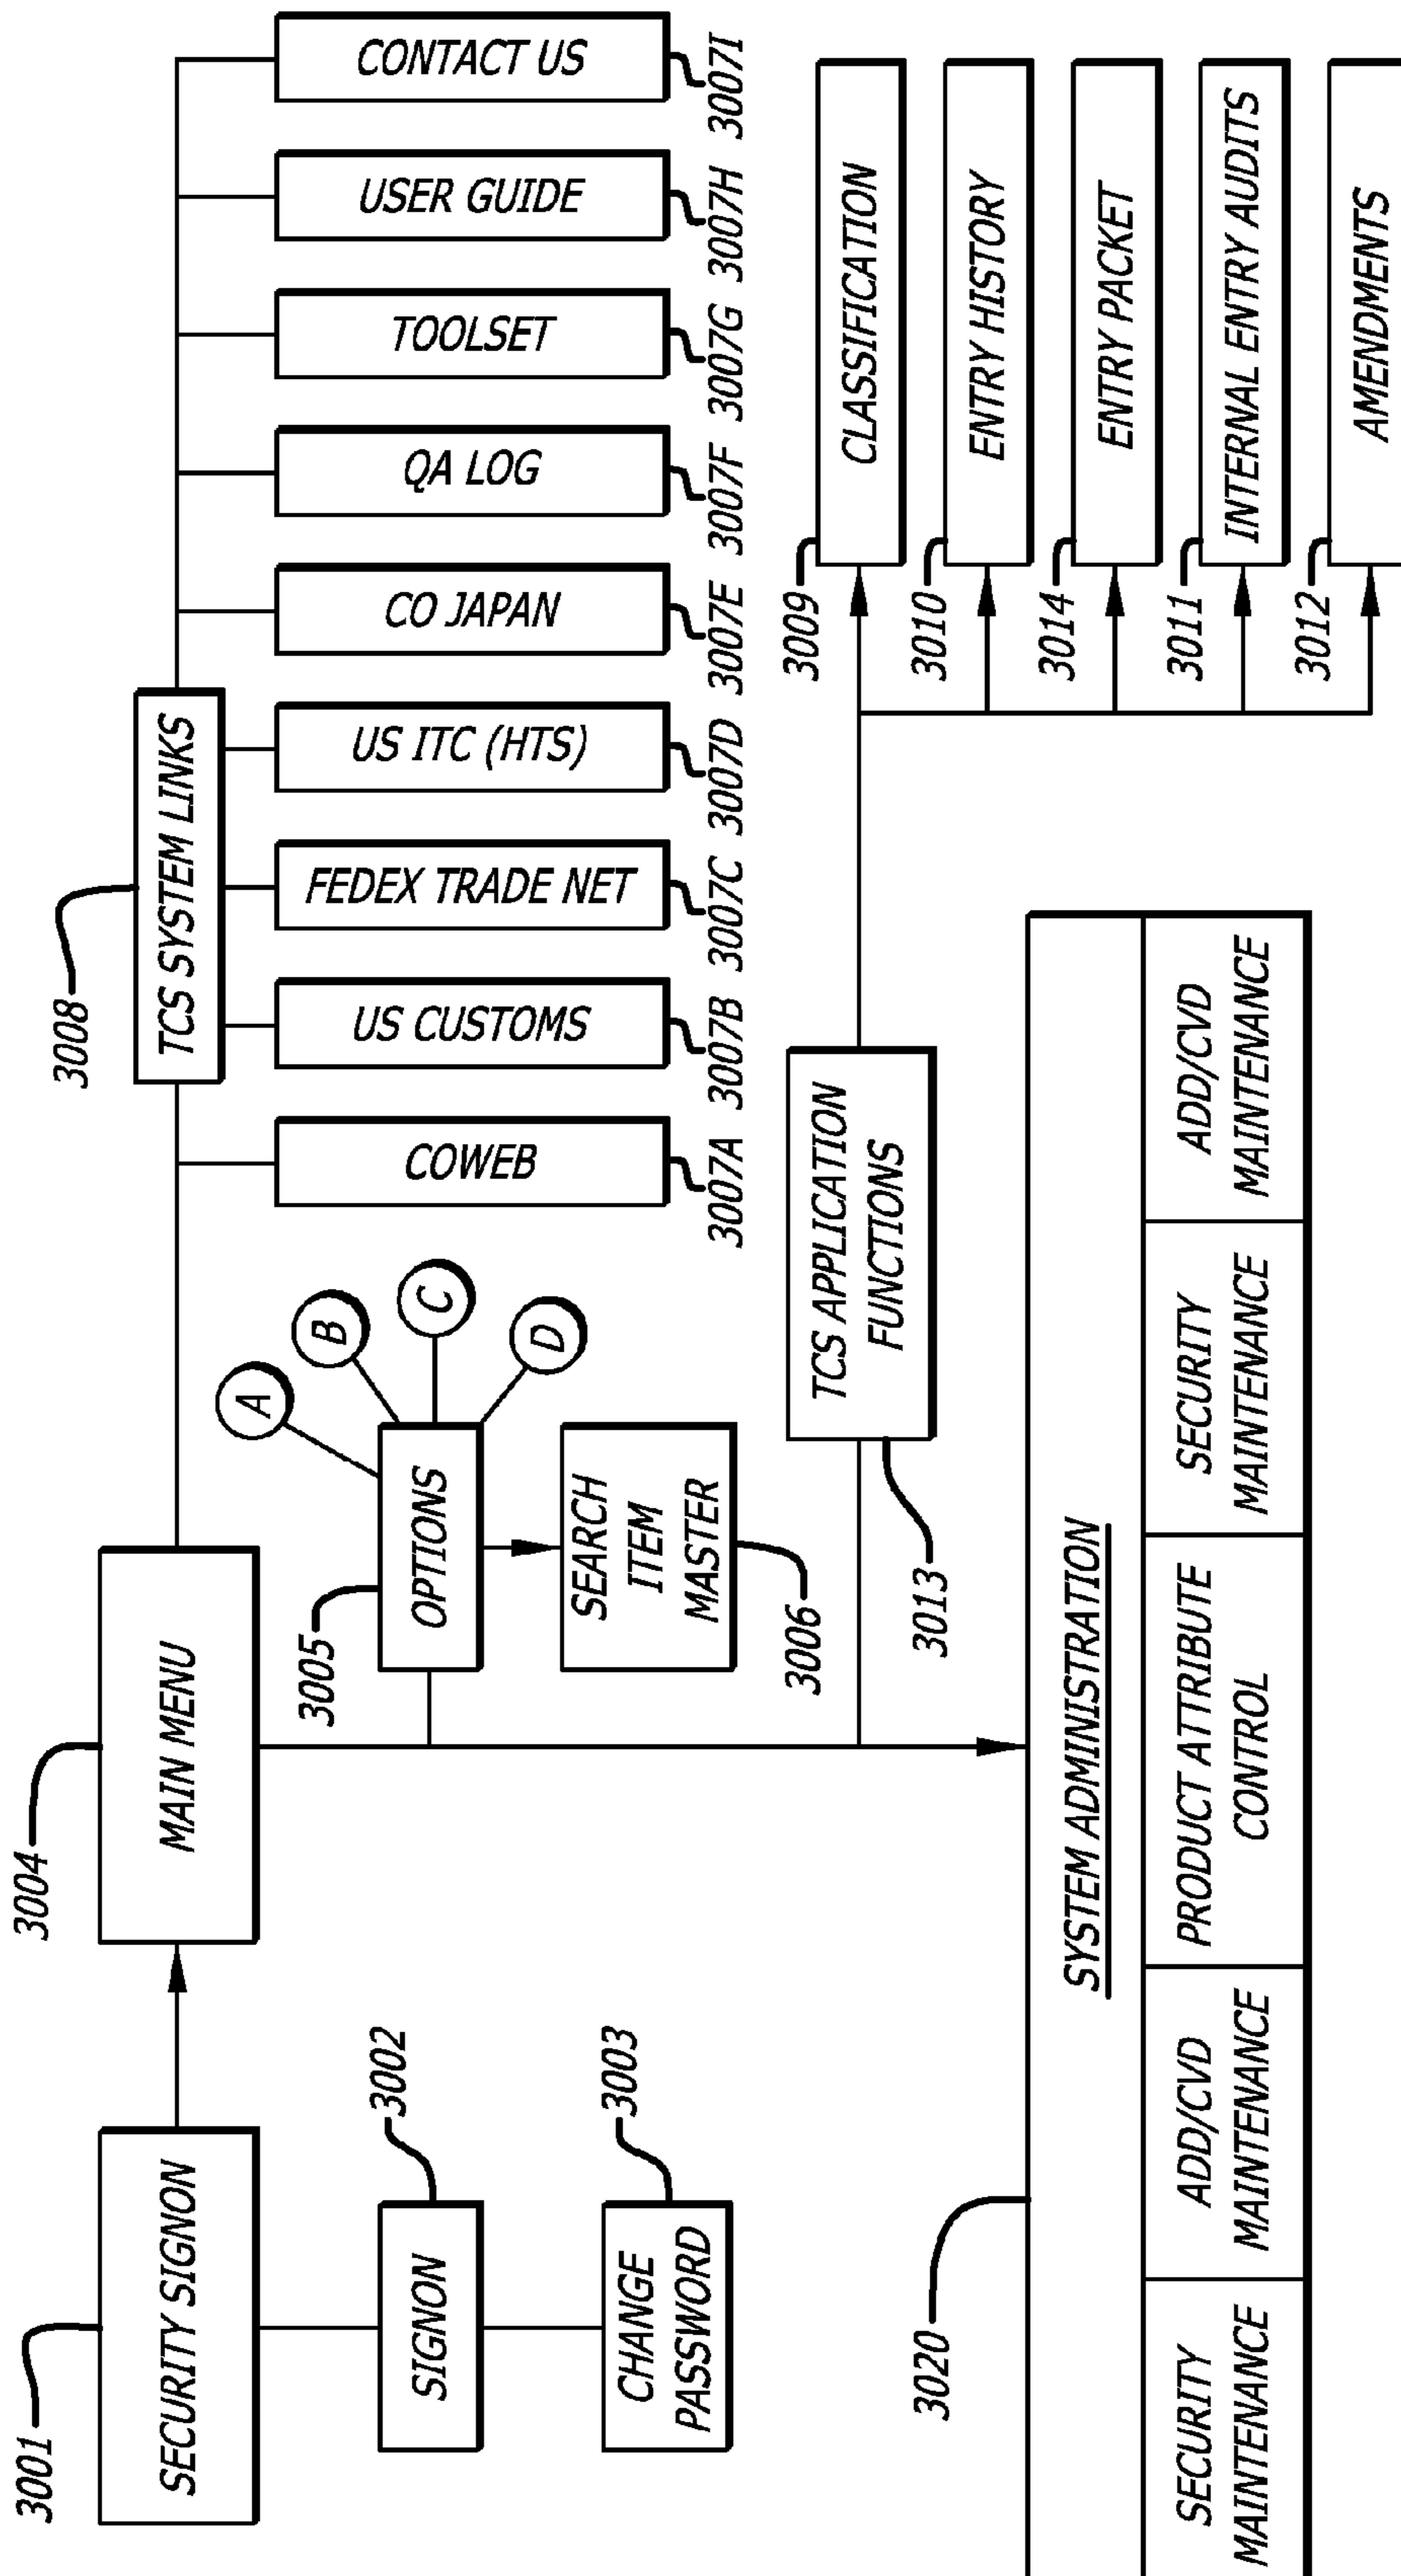 3001
SECURITY SIGNON
3002
SIGNON
3003
CHANGE
PASSWORD
3004
MAIN MENU
3005
OPTIONS
A
B
C
D
SEARCH
ITEM
MASTER
3006
3008
TCS SYSTEM LINKS
COWEB
US CUSTOMS
FEDEX TRADE NET
US ITC (HTS)
CO JAPAN
QA LOG
TOOLSET
USER GUIDE
CONTACT US
3007A
3007B
3007C
3007D
3007E
3007F
3007G
3007H
3007I
TCS APPLICATION
FUNCTIONS
3013
3009
CLASSIFICATION
3010
ENTRY HISTORY
3014
ENTRY PACKET
3011
INTERNAL ENTRY AUDITS
3012
AMENDMENTS
3020
SYSTEM ADMINISTRATION
SECURITY
MAINTENANCE
ADD/CVD
MAINTENANCE
PRODUCT ATTRIBUTE
CONTROL
SECURITY
MAINTENANCE
ADD/CVD
MAINTENANCE